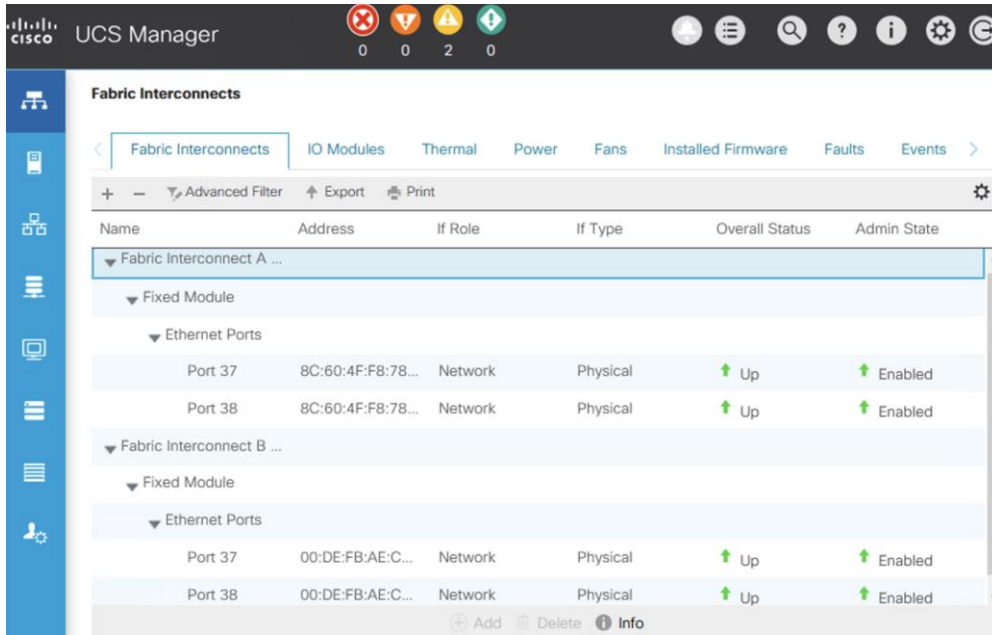 cisco UCS Manager
0 0 2 0
Fabric Interconnects
Fabric Interconnects IO Modules Thermal Power Fans Installed Firmware Faults Events
+ − Advanced Filter Export Print
Name Address If Role If Type Overall Status Admin State
Fabric Interconnect A ...
Fixed Module
Ethernet Ports
Port 37 8C:60:4F:F8:78... Network Physical Up Enabled
Port 38 8C:60:4F:F8:78... Network Physical Up Enabled
Fabric Interconnect B ...
Fixed Module
Ethernet Ports
Port 37 00:DE:FB:AE:C... Network Physical Up Enabled
Port 38 00:DE:FB:AE:C... Network Physical Up Enabled
Add Delete Info